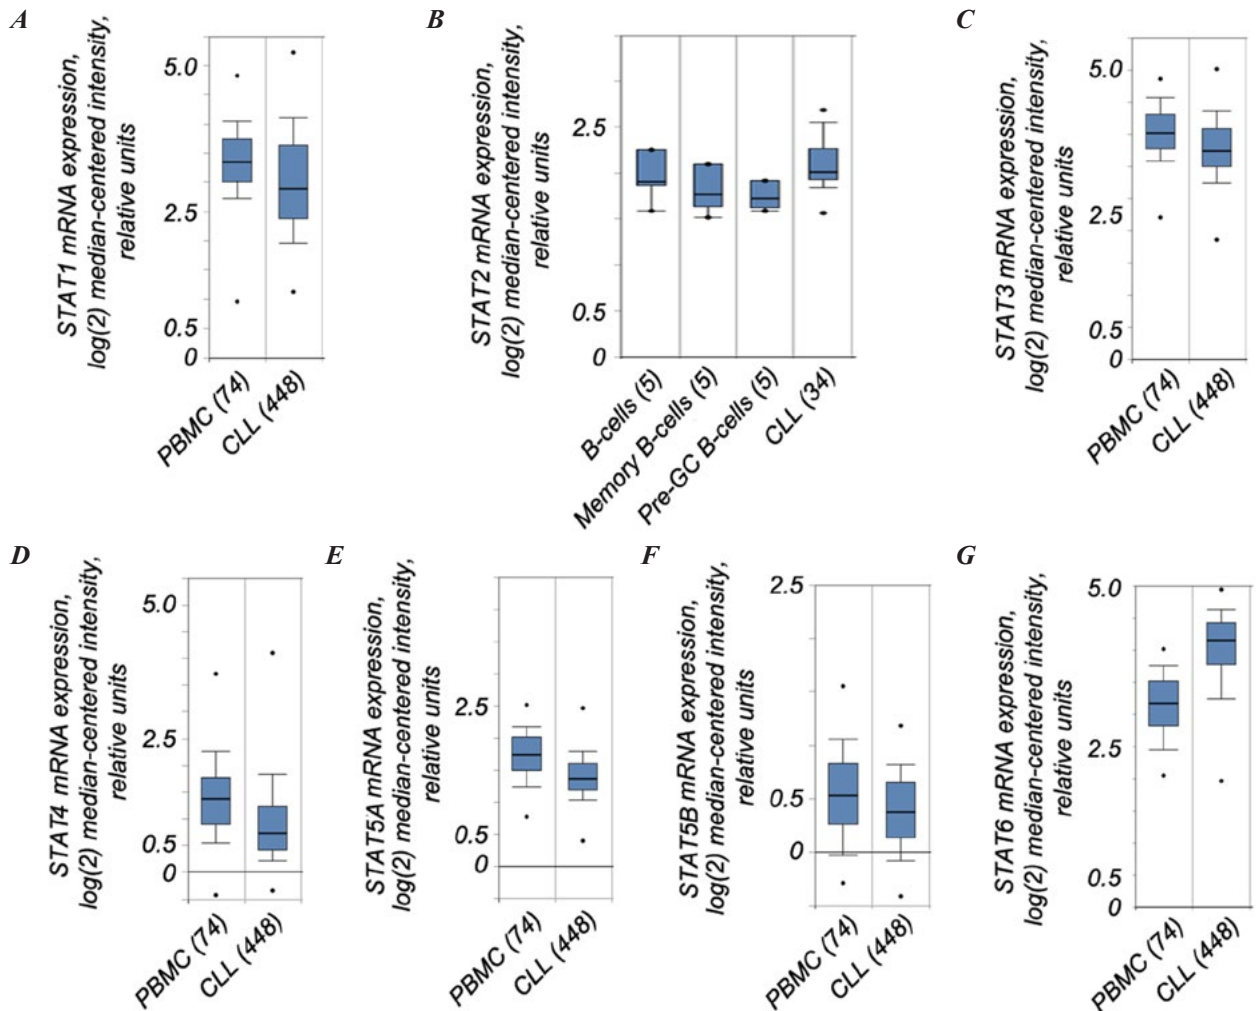 A
STAT1 mRNA expression,
log(2) median-centered intensity,
relative units
5.0
2.5
0.5
0
PBMC (74)
CLL (448)
B
STAT2 mRNA expression,
log(2) median-centered intensity,
relative units
2.5
0.5
0
B-cells (5)
Memory B-cells (5)
Pre-GC B-cells (5)
CLL (34)
C
STAT3 mRNA expression,
log(2) median-centered intensity,
relative units
5.0
2.5
0.5
0
PBMC (74)
CLL (448)
D
STAT4 mRNA expression,
log(2) median-centered intensity,
relative units
5.0
2.5
0.5
0
PBMC (74)
CLL (448)
E
STAT5A mRNA expression,
log(2) median-centered intensity,
relative units
2.5
0.5
0
PBMC (74)
CLL (448)
F
STAT5B mRNA expression,
log(2) median-centered intensity,
relative units
2.5
0.5
0
PBMC (74)
CLL (448)
G
STAT6 mRNA expression,
log(2) median-centered intensity,
relative units
5.0
2.5
0.5
0
PBMC (74)
CLL (448)